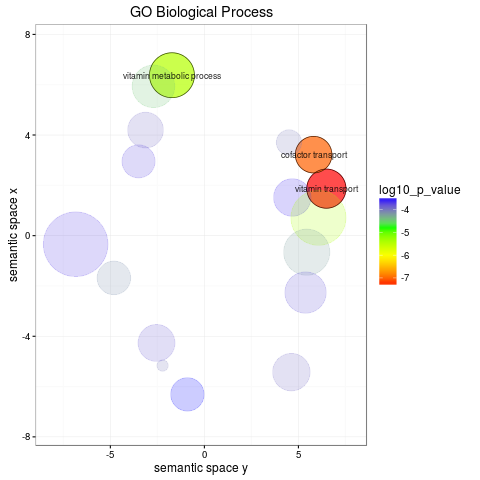 GO Biological Process
8
4
0
-4
-8
semantic space x
vitamin metabolic process
cofactor transport
vitamin transport
-5
0
5
semantic space y
log10_p_value
-4
-5
-6
-7